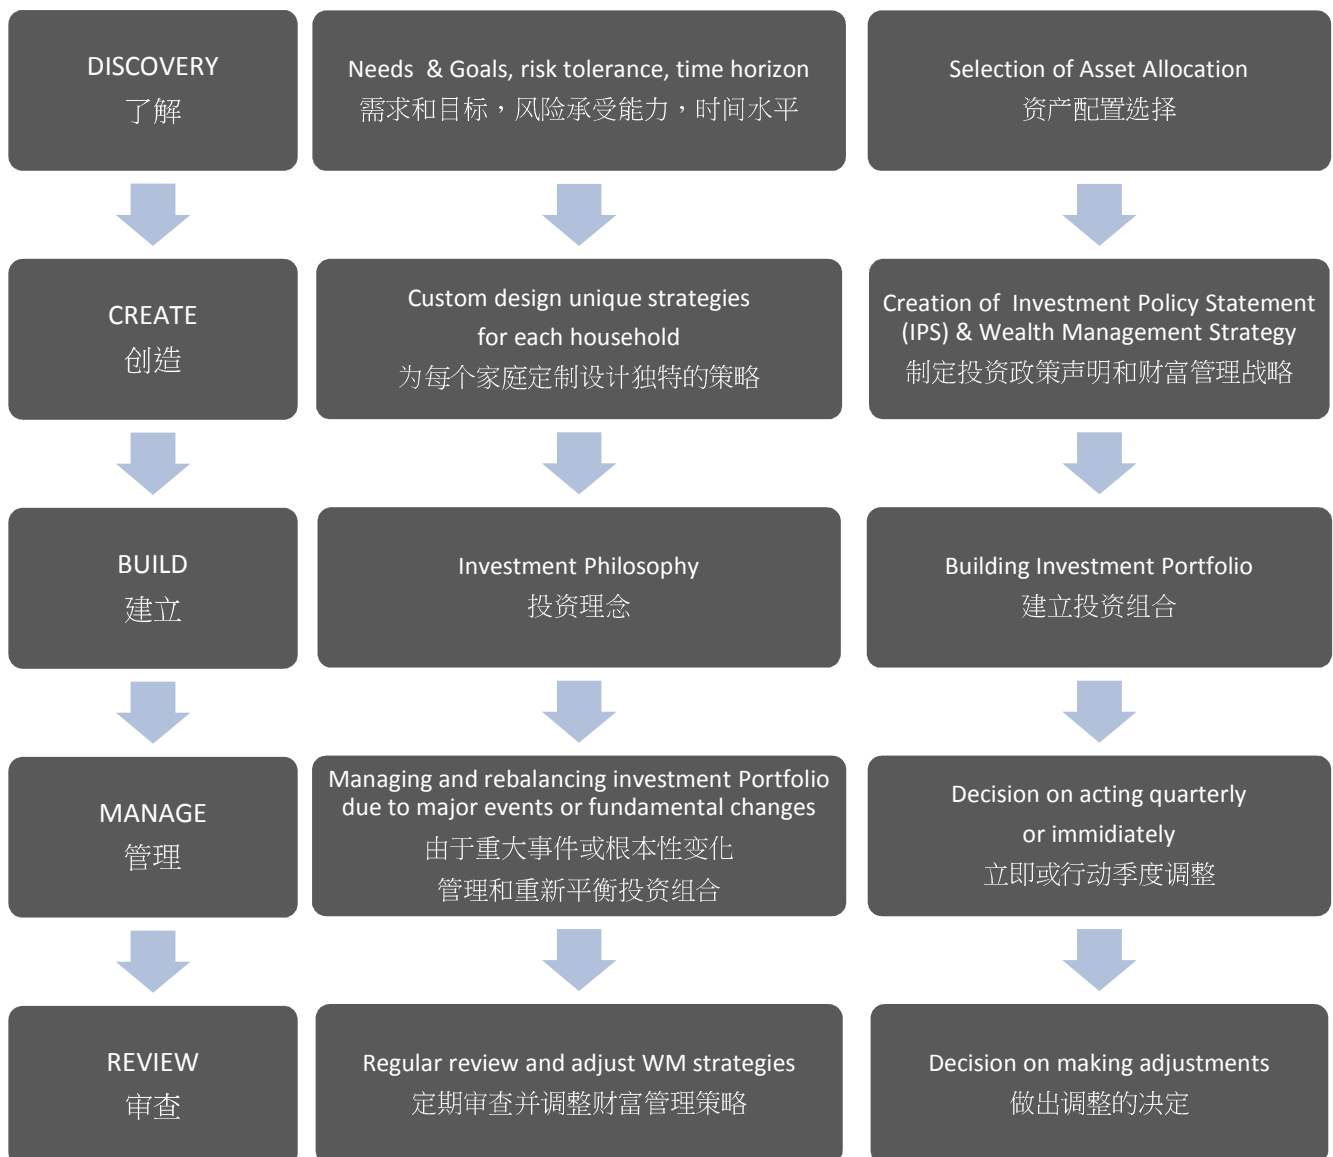 DISCOVERY
了解
Needs & Goals, risk tolerance, time horizon
需求和目标，风险承受能力，时间水平
Selection of Asset Allocation
资产配置选择
CREATE
创造
Custom design unique strategies
for each household
为每个家庭定制设计独特的策略
Creation of Investment Policy Statement
(IPS) & Wealth Management Strategy
制定投资政策声明和财富管理战略
BUILD
建立
Investment Philosophy
投资理念
Building Investment Portfolio
建立投资组合
MANAGE
管理
Managing and rebalancing investment Portfolio
due to major events or fundamental changes
由于重大事件或根本性变化
管理和重新平衡投资组合
Decision on acting quarterly
or immidiately
立即或行动季度调整
REVIEW
审查
Regular review and adjust WM strategies
定期审查并调整财富管理策略
Decision on making adjustments
做出调整的决定